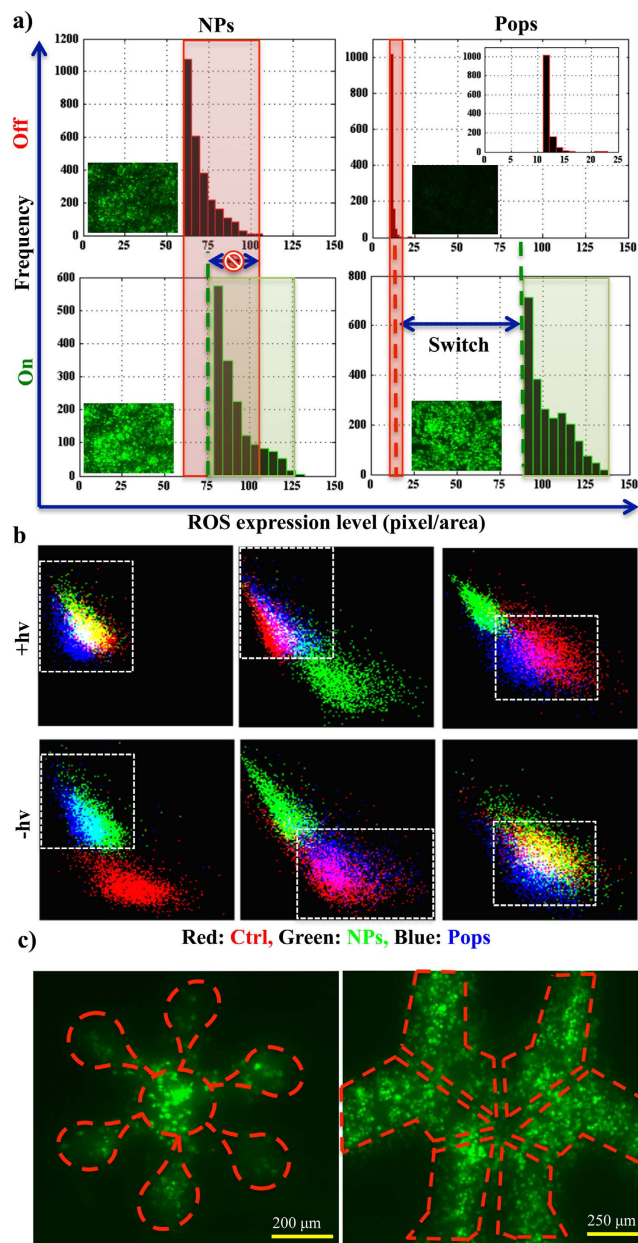 a)
NPs
Pops
Off
Frequency
On
1200
1000
800
600
400
200
0
0 25 50 75 100 125 150
1000
800
600
400
200
0
0 25 50 75 100 125 150
1000
800
600
400
200
0
0 5 10 15 20 25
600
500
400
300
200
100
0
0 25 50 75 100 125 150
800
600
400
200
0
0 25 50 75 100 125 150
Switch
ROS expression level (pixel/area)
b
+hv
-hv
Red: Ctrl, Green: NPs, Blue: Pops
c)
200 µm
250 µm